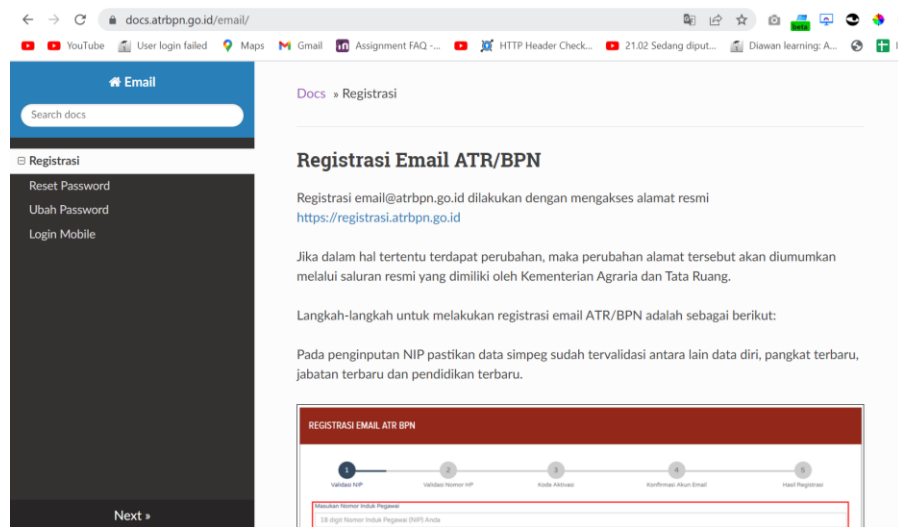 docs.atrbpn.go.id/email/
beta
YouTube User login failed Maps Gmail Assignment FAQ -... HTTP Header Check... 21.02 Sedang diput... Diawan learning: A...
Email
Search docs
Registrasi
Reset Password
Ubah Password
Login Mobile
Next »
Docs » Registrasi
Registrasi Email ATR/BPN
Registrasi email@atrbpn.go.id dilakukan dengan mengakses alamat resmi
https://registrasi.atrbpn.go.id
Jika dalam hal tertentu terdapat perubahan, maka perubahan alamat tersebut akan diumumkan
melalui saluran resmi yang dimiliki oleh Kementerian Agraria dan Tata Ruang.
Langkah-langkah untuk melakukan registrasi email ATR/BPN adalah sebagai berikut:
Pada penginputan NIP pastikan data simpeg sudah tervalidasi antara lain data diri, pangkat terbaru,
jabatan terbaru dan pendidikan terbaru.
REGISTRASI EMAIL ATR BPN
1 2 3 4 5
Validasi NIP Validasi Nomor HP Kode Aktivasi Konfirmasi Akun Email Hasil Registrasi
Masukan Nomor Induk Pegawai
18 digit Nomor Induk Pegawai (NIP) Anda